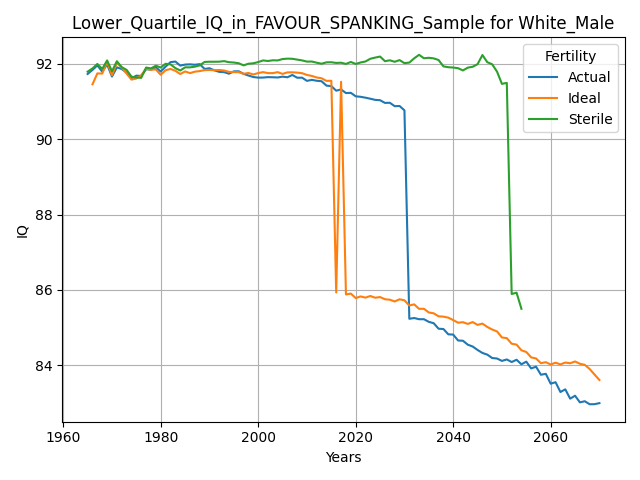 Lower_Quartile_IQ_in_FAVOUR_SPANKING_Sample for White_Male
Fertility
Actual
Ideal
Sterile
IQ
92
90
88
86
84
1960
1980
2000
2020
2040
2060
Years